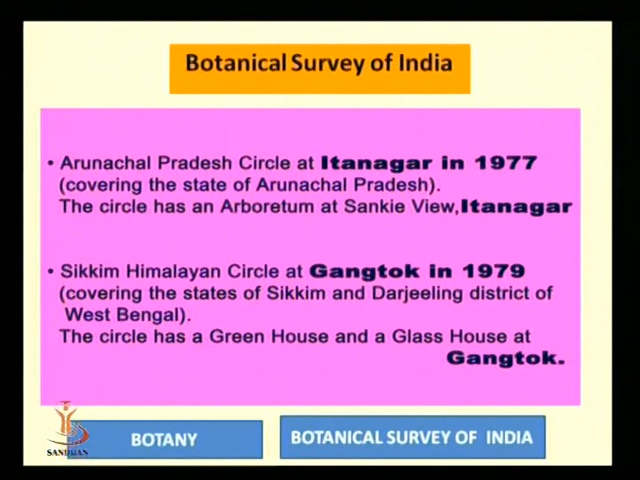 Botanical Survey of India
• Arunachal Pradesh Circle at Itanagar in 1977
(covering the state of Arunachal Pradesh).
The circle has an Arboretum at Sankie View,Itanagar
• Sikkim Himalayan Circle at Gangtok in 1979
(covering the states of Sikkim and Darjeeling district of
West Bengal).
The circle has a Green House and a Glass House at
Gangtok.
SANDHAN
BOTANY
BOTANICAL SURVEY OF INDIA